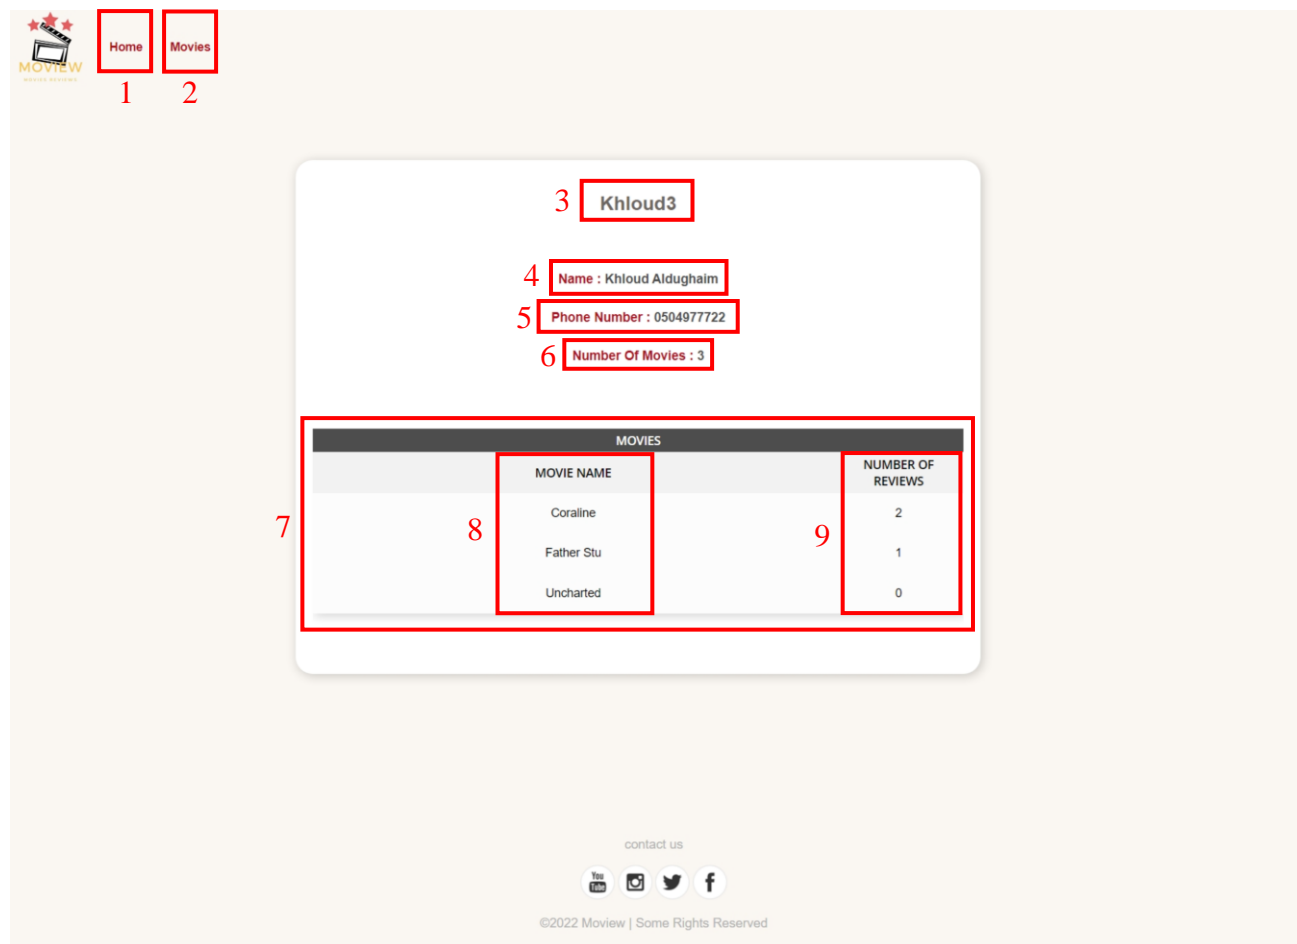 MOVIEW
Home
Movies
1
2
3
Khloud3
4
Name : Khloud Aldughaim
5
Phone Number : 0504977722
6
Number Of Movies : 3
7
MOVIES
8
9
MOVIE NAME
NUMBER OF
REVIEWS
Coraline
2
Father Stu
1
Uncharted
0
contact us
You
Tube
©2022 Moview | Some Rights Reserved